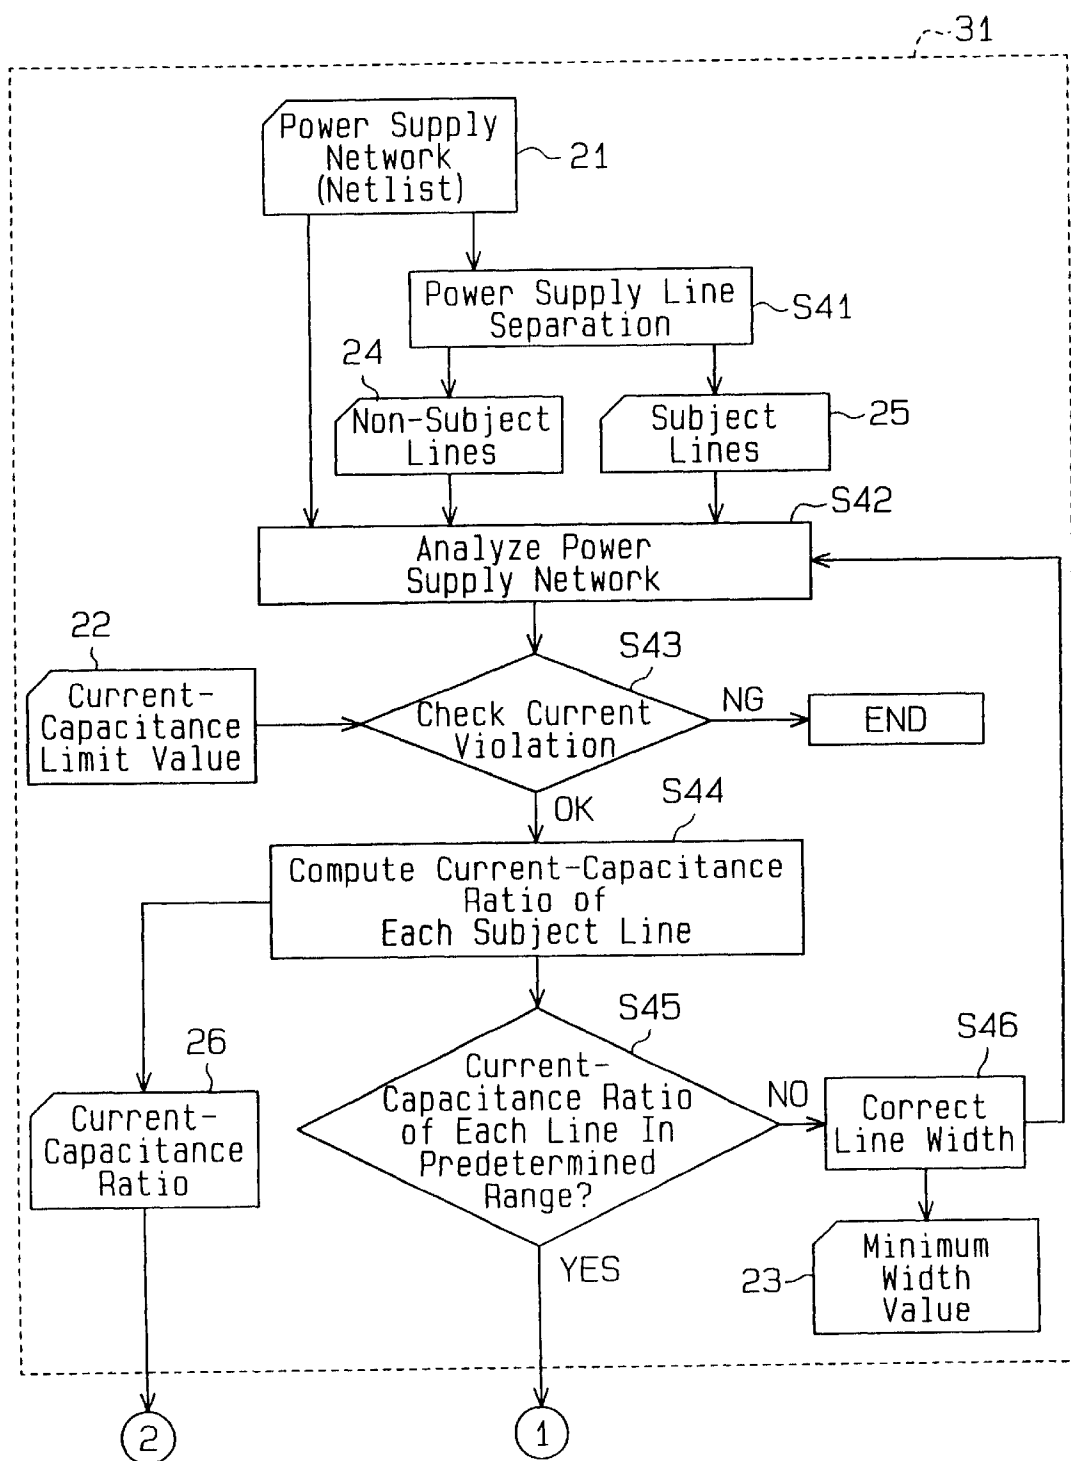 31
Power Supply
Network
(Netlist)
21
Power Supply Line
Separation
S41
24
Non-Subject
Lines
Subject
Lines
25
S42
Analyze Power
Supply Network
22
Current-
Capacitance
Limit Value
S43
Check Current
Violation
NG
END
OK
S44
Compute Current-Capacitance
Ratio of
Each Subject Line
26
Current-
Capacitance
Ratio
S45
Current-
Capacitance Ratio
of Each Line In
Predetermined
Range?
NO
S46
Correct
Line Width
YES
23
Minimum
Width
Value
2
1